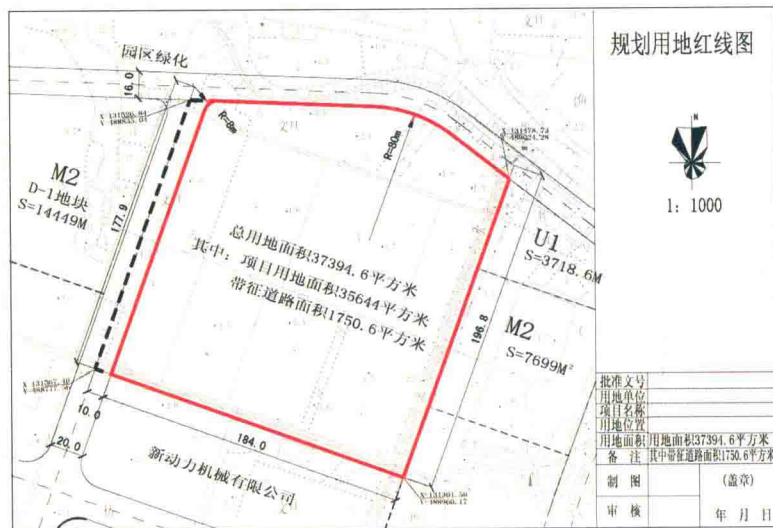 规划用地红线图
N
1: 1000
园区绿化
16.0
R=8m
R=80m
M2
D-1地块
S=14449M
177.9
总用地面积37394.6平方米
其中：项目用地面积35644平方米
带征道路面积1750.6平方米
U1
S=3718.6M
M2
S=7699M²
196.8
10.0
20.0
184.0
新动力机械有限公司
批准文号
用地单位
项目名称
用地位置
用地面积 用地面积37394.6平方米
备 注 其中带征道路面积1750.6平方米
制 图 (盖章)
审 核 年 月 日